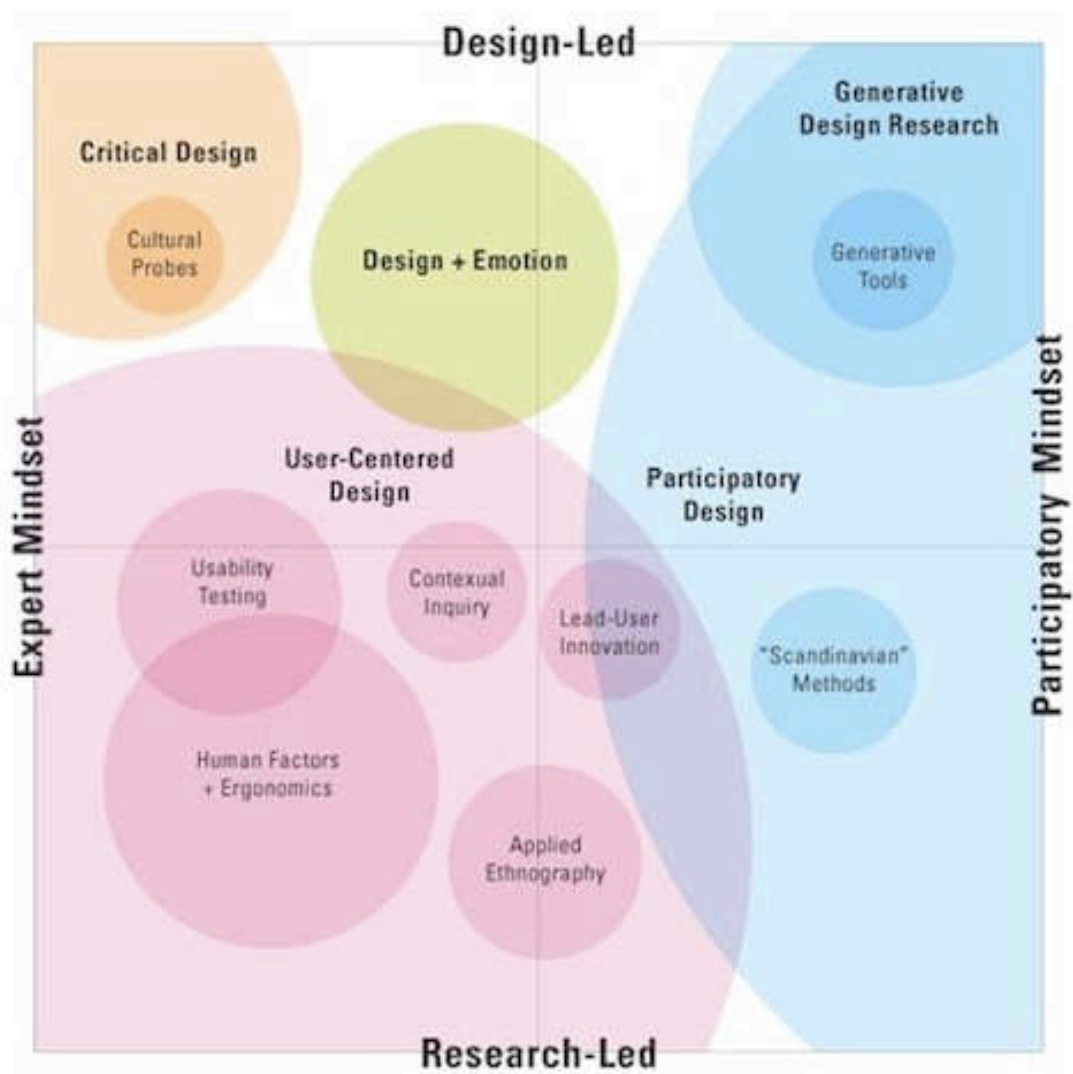 Design-Led
Generative
Design Research
Critical Design
Cultural
Probes
Design + Emotion
Generative
Tools
Expert Mindset
Participatory Mindset
User-Centered
Design
Participatory
Design
Usability
Testing
Contexual
Inquiry
Lead-User
Innovation
“Scandinavian”
Methods
Human Factors
+ Ergonomics
Applied
Ethnography
Research-Led